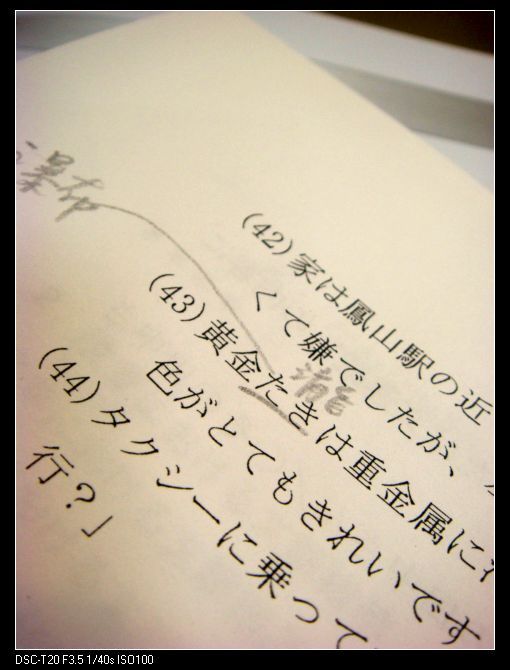 瀑布
(42) 家は鳳山駅の近
くて嫌でしたが、
瀧
(43) 黄金たきは重金属に
色がとてもきれいです
(44) タクシーに乗って
行？」
DSC-T20 F3.5 1/40s ISO100